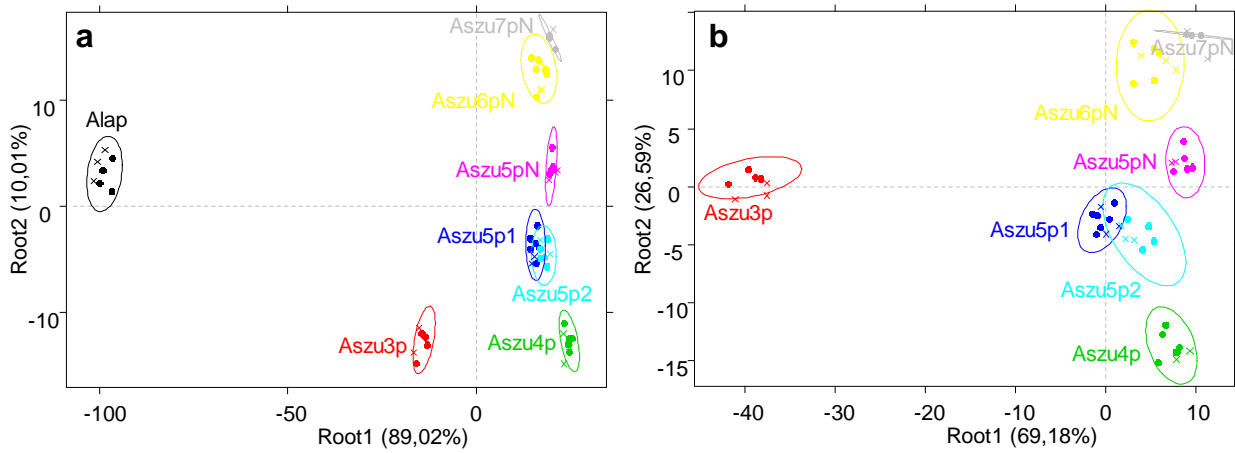 a
Aszu7pN
Aszu6pN
Alap
Aszu5pN
Aszu5p1
Aszu5p2
Aszu3p
Aszu4p
10
0
-10
Root2 (10,01%)
-100
-50
0
Root1 (89,02%)
b
Aszu7pN
Aszu6pN
Aszu5pN
Aszu3p
Aszu5p1
Aszu5p2
Aszu4p
10
5
0
-5
-10
-15
Root2 (26,59%)
-40
-30
-20
-10
0
10
Root1 (69,18%)